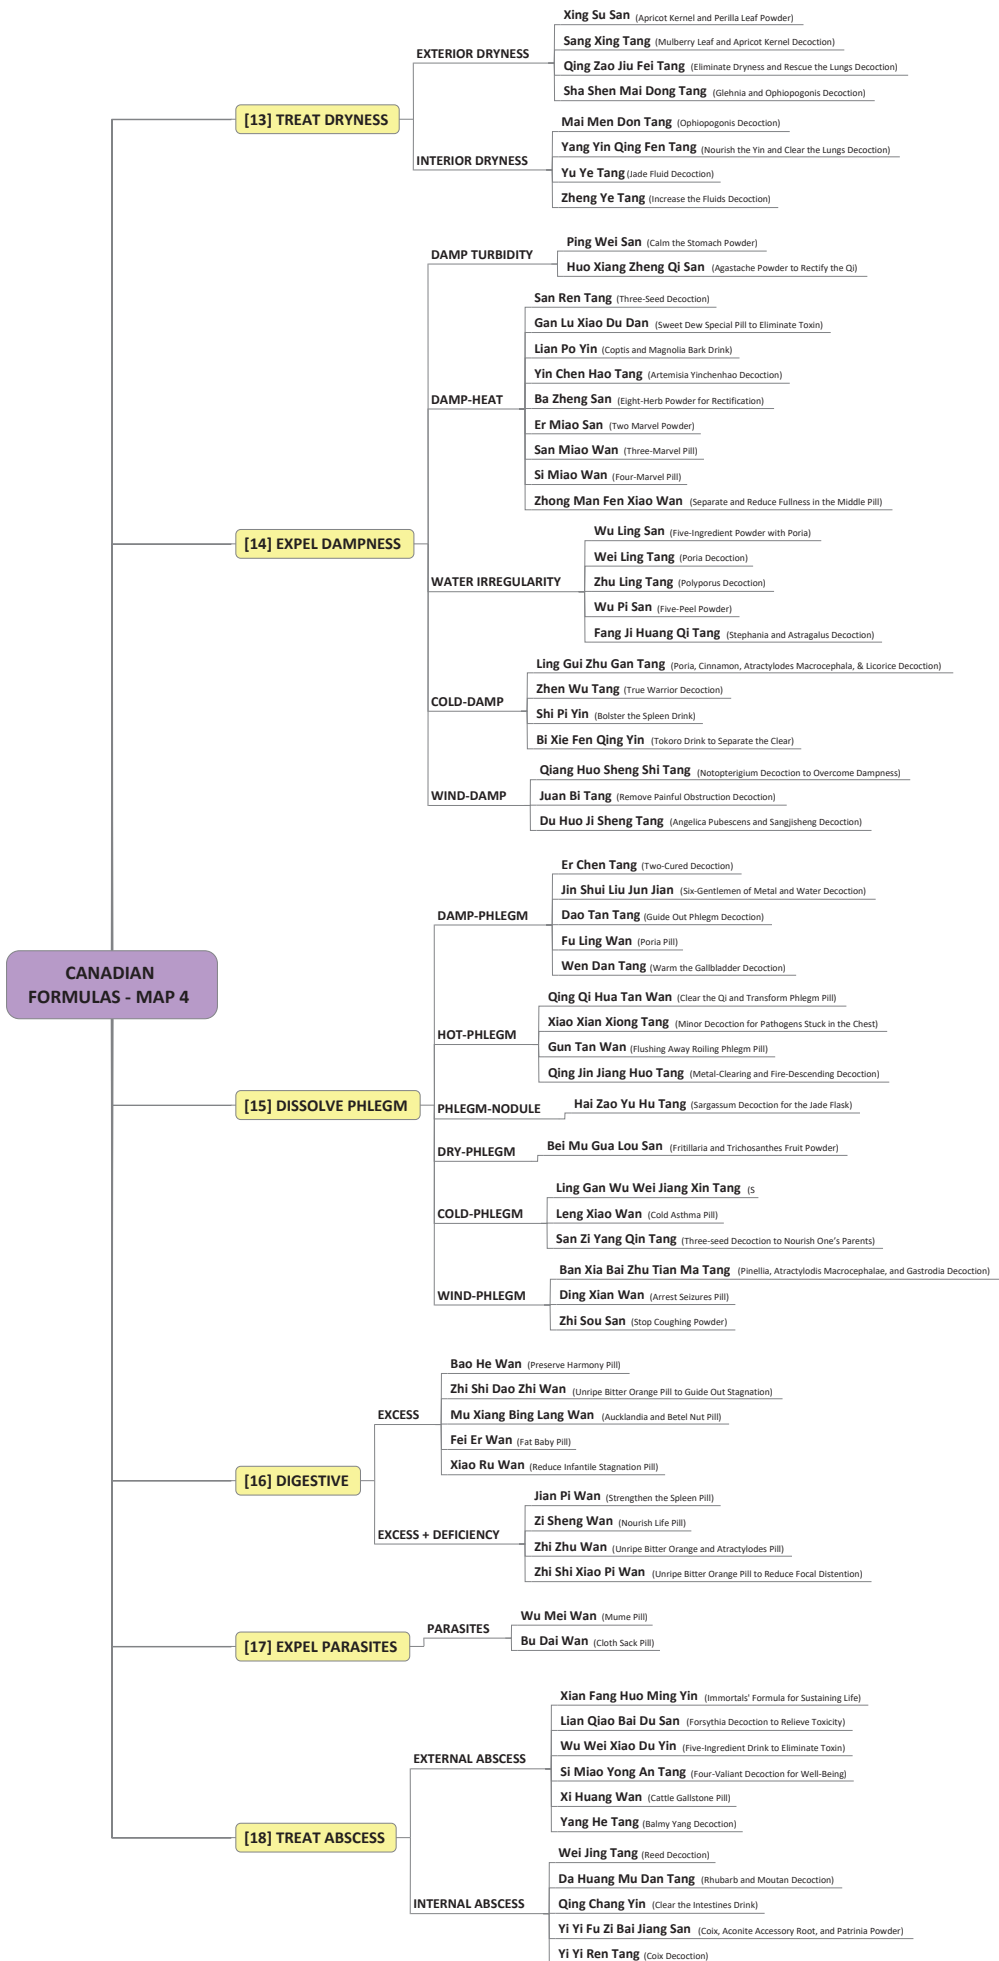 CANADIAN
FORMULAS - MAP 4
[13] TREAT DRYNESS
EXTERIOR DRYNESS
Xing Su San (Apricot Kernel and Perilla Leaf Powder)
Sang Xing Tang (Mulberry Leaf and Apricot Kernel Decoction)
Qing Zao Jiu Fei Tang (Eliminate Dryness and Rescue the Lungs Decoction)
Sha Shen Mai Dong Tang (Glehnia and Ophiopogonis Decoction)
INTERIOR DRYNESS
Mai Men Don Tang (Ophiopogonis Decoction)
Yang Yin Qing Fen Tang (Nourish the Yin and Clear the Lungs Decoction)
Yu Ye Tang (Jade Fluid Decoction)
Zheng Ye Tang (Increase the Fluids Decoction)
[14] EXPEL DAMPNESS
DAMP TURBIDITY
Ping Wei San (Calm the Stomach Powder)
Huo Xiang Zheng Qi San (Agastache Powder to Rectify the Qi)
DAMP-HEAT
San Ren Tang (Three-Seed Decoction)
Gan Lu Xiao Du Dan (Sweet Dew Special Pill to Eliminate Toxin)
Lian Po Yin (Coptis and Magnolia Bark Drink)
Yin Chen Hao Tang (Artemisia Yinchenhao Decoction)
Ba Zheng San (Eight-Herb Powder for Rectification)
Er Miao San (Two Marvel Powder)
San Miao Wan (Three-Marvel Pill)
Si Miao Wan (Four-Marvel Pill)
Zhong Man Fen Xiao Wan (Separate and Reduce Fullness in the Middle Pill)
WATER IRREGULARITY
Wu Ling San (Five-Ingredient Powder with Poria)
Wei Ling Tang (Poria Decoction)
Zhu Ling Tang (Polyporus Decoction)
Wu Pi San (Five-Peel Powder)
Fang Ji Huang Qi Tang (Stephania and Astragalus Decoction)
COLD-DAMP
Ling Gui Zhu Gan Tang (Poria, Cinnamon, Atractylodes Macrocephala, & Licorice Decoction)
Zhen Wu Tang (True Warrior Decoction)
Shi Pi Yin (Bolster the Spleen Drink)
Bi Xie Fen Qing Yin (Tokoro Drink to Separate the Clear)
WIND-DAMP
Qiang Huo Sheng Shi Tang (Notopterigium Decoction to Overcome Dampness)
Juan Bi Tang (Remove Painful Obstruction Decoction)
Du Huo Ji Sheng Tang (Angelica Pubescens and Sangjisheng Decoction)
[15] DISSOLVE PHLEGM
DAMP-PHLEGM
Er Chen Tang (Two-Cured Decoction)
Jin Shui Liu Jun Jian (Six-Gentlemen of Metal and Water Decoction)
Dao Tan Tang (Guide Out Phlegm Decoction)
Fu Ling Wan (Poria Pill)
Wen Dan Tang (Warm the Gallbladder Decoction)
HOT-PHLEGM
Qing Qi Hua Tan Wan (Clear the Qi and Transform Phlegm Pill)
Xiao Xian Xiong Tang (Minor Decoction for Pathogens Stuck in the Chest)
Gun Tan Wan (Flushing Away Roiling Phlegm Pill)
Qing Jin Jiang Huo Tang (Metal-Clearing and Fire-Descending Decoction)
PHLEGM-NODULE
Hai Zao Yu Hu Tang (Sargassum Decoction for the Jade Flask)
DRY-PHLEGM
Bei Mu Gua Lou San (Fritillaria and Trichosanthes Fruit Powder)
COLD-PHLEGM
Ling Gan Wu Wei Jiang Xin Tang (S
Leng Xiao Wan (Cold Asthma Pill)
San Zi Yang Qin Tang (Three-seed Decoction to Nourish One's Parents)
WIND-PHLEGM
Ban Xia Bai Zhu Tian Ma Tang (Pinellia, Atractylodis Macrocephalae, and Gastrodia Decoction)
Ding Xian Wan (Arrest Seizures Pill)
Zhi Sou San (Stop Coughing Powder)
[16] DIGESTIVE
EXCESS
Bao He Wan (Preserve Harmony Pill)
Zhi Shi Dao Zhi Wan (Unripe Bitter Orange Pill to Guide Out Stagnation)
Mu Xiang Bing Lang Wan (Aucklandia and Betel Nut Pill)
Fei Er Wan (Fat Baby Pill)
Xiao Ru Wan (Reduce Infantile Stagnation Pill)
EXCESS + DEFICIENCY
Jian Pi Wan (Strengthen the Spleen Pill)
Zi Sheng Wan (Nourish Life Pill)
Zhi Zhu Wan (Unripe Bitter Orange and Atractylodes Pill)
Zhi Shi Xiao Pi Wan (Unripe Bitter Orange Pill to Reduce Focal Distention)
[17] EXPEL PARASITES
PARASITES
Wu Mei Wan (Mume Pill)
Bu Dai Wan (Cloth Sack Pill)
[18] TREAT ABSCESS
EXTERNAL ABSCESS
Xian Fang Huo Ming Yin (Immortals' Formula for Sustaining Life)
Lian Qiao Bai Du San (Forsythia Decoction to Relieve Toxicity)
Wu Wei Xiao Du Yin (Five-Ingredient Drink to Eliminate Toxin)
Si Miao Yong An Tang (Four-Valiant Decoction for Well-Being)
Xi Huang Wan (Cattle Gallstone Pill)
Yang He Tang (Balmy Yang Decoction)
INTERNAL ABSCESS
Wei Jing Tang (Reed Decoction)
Da Huang Mu Dan Tang (Rhubarb and Moutan Decoction)
Qing Chang Yin (Clear the Intestines Drink)
Yi Yi Fu Zi Bai Jiang San (Coix, Aconite Accessory Root, and Patrinia Powder)
Yi Yi Ren Tang (Coix Decoction)